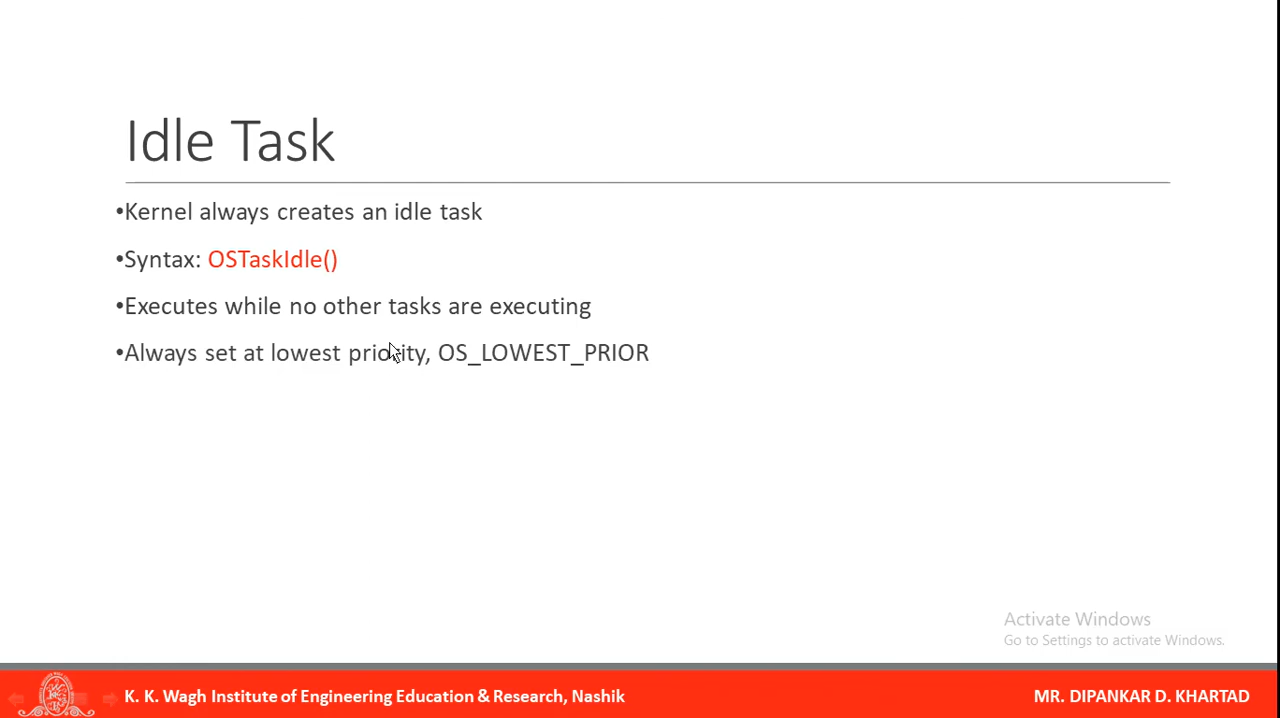 Idle Task
•Kernel always creates an idle task
•Syntax: OSTaskIdle()
•Executes while no other tasks are executing
•Always set at lowest priority, OS_LOWEST_PRIOR
Activate Windows
Go to Settings to activate Windows.
K. K. Wagh Institute of Engineering Education & Research, Nashik
MR. DIPANKAR D. KHARTAD